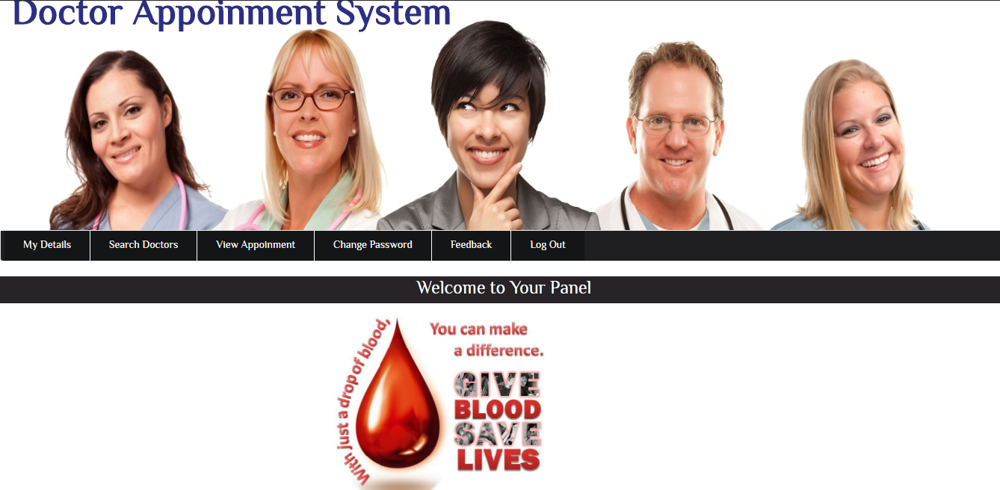 Doctor Appoinment System
My Details
Search Doctors
View Appoinment
Change Password
Feedback
Log Out
Welcome to Your Panel
With just a drop of blood,
You can make
a difference.
GIVE
BLOOD
SAVE
LIVES